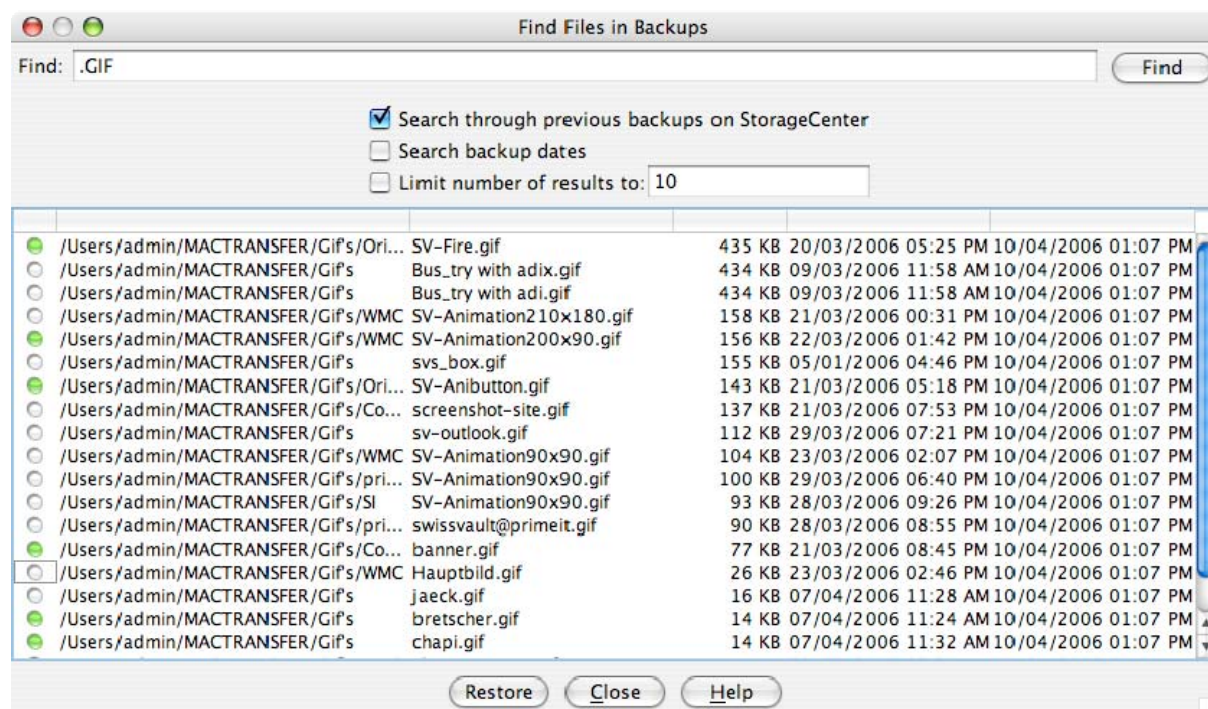 Find Files in Backups
Find: .GIF Find
Search through previous backups on StorageCenter
Search backup dates
Limit number of results to: 10
/Users/admin/MACTRANSFER/Gif's/Ori... SV-Fire.gif 435 KB 20/03/2006 05:25 PM 10/04/2006 01:07 PM
/Users/admin/MACTRANSFER/Gif's Bus_try with adix.gif 434 KB 09/03/2006 11:58 AM 10/04/2006 01:07 PM
/Users/admin/MACTRANSFER/Gif's Bus_try with adi.gif 434 KB 09/03/2006 11:58 AM 10/04/2006 01:07 PM
/Users/admin/MACTRANSFER/Gif's/WMC SV-Animation210x180.gif 158 KB 21/03/2006 00:31 PM 10/04/2006 01:07 PM
/Users/admin/MACTRANSFER/Gif's/WMC SV-Animation200x90.gif 156 KB 22/03/2006 01:42 PM 10/04/2006 01:07 PM
/Users/admin/MACTRANSFER/Gif's svs_box.gif 155 KB 05/01/2006 04:46 PM 10/04/2006 01:07 PM
/Users/admin/MACTRANSFER/Gif's/Ori... SV-Anibutton.gif 143 KB 21/03/2006 05:18 PM 10/04/2006 01:07 PM
/Users/admin/MACTRANSFER/Gif's/Co... screenshot-site.gif 137 KB 21/03/2006 07:53 PM 10/04/2006 01:07 PM
/Users/admin/MACTRANSFER/Gif's sv-outlook.gif 112 KB 29/03/2006 07:21 PM 10/04/2006 01:07 PM
/Users/admin/MACTRANSFER/Gif's/WMC SV-Animation90x90.gif 104 KB 23/03/2006 02:07 PM 10/04/2006 01:07 PM
/Users/admin/MACTRANSFER/Gif's/pri... SV-Animation90x90.gif 100 KB 29/03/2006 06:40 PM 10/04/2006 01:07 PM
/Users/admin/MACTRANSFER/Gif's/SI SV-Animation90x90.gif 93 KB 28/03/2006 09:26 PM 10/04/2006 01:07 PM
/Users/admin/MACTRANSFER/Gif's/pri... swissvault@primeit.gif 90 KB 28/03/2006 08:55 PM 10/04/2006 01:07 PM
/Users/admin/MACTRANSFER/Gif's/Co... banner.gif 77 KB 21/03/2006 08:45 PM 10/04/2006 01:07 PM
/Users/admin/MACTRANSFER/Gif's/WMC Hauptbild.gif 26 KB 23/03/2006 02:46 PM 10/04/2006 01:07 PM
/Users/admin/MACTRANSFER/Gif's jaeck.gif 16 KB 07/04/2006 11:28 AM 10/04/2006 01:07 PM
/Users/admin/MACTRANSFER/Gif's bretscher.gif 14 KB 07/04/2006 11:24 AM 10/04/2006 01:07 PM
/Users/admin/MACTRANSFER/Gif's chapi.gif 14 KB 07/04/2006 11:32 AM 10/04/2006 01:07 PM
Restore Close Help